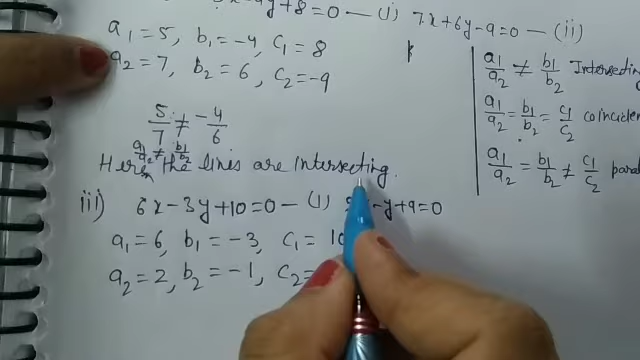 +8=0 — (i) 7x+6y-9=0 — (ii)
a₁=5, b₁=-4, c₁=8
a₂=7, b₂=6, c₂=-9
a₁/a₂ ≠ b₁/b₂ Intersecting
a₁/a₂ = b₁/b₂ = c₁/c₂
a₁/a₂ = b₁/b₂ ≠ c₁/c₂
5/7 ≠ -4/6
a₁/a₂ ≠ b₁/b₂
Here, the lines are intersecting.
iii) 6x-3y+10=0 — (i) -y+9=0
a₁=6, b₁=-3, c₁=10
a₂=2, b₂=-1, c₂=